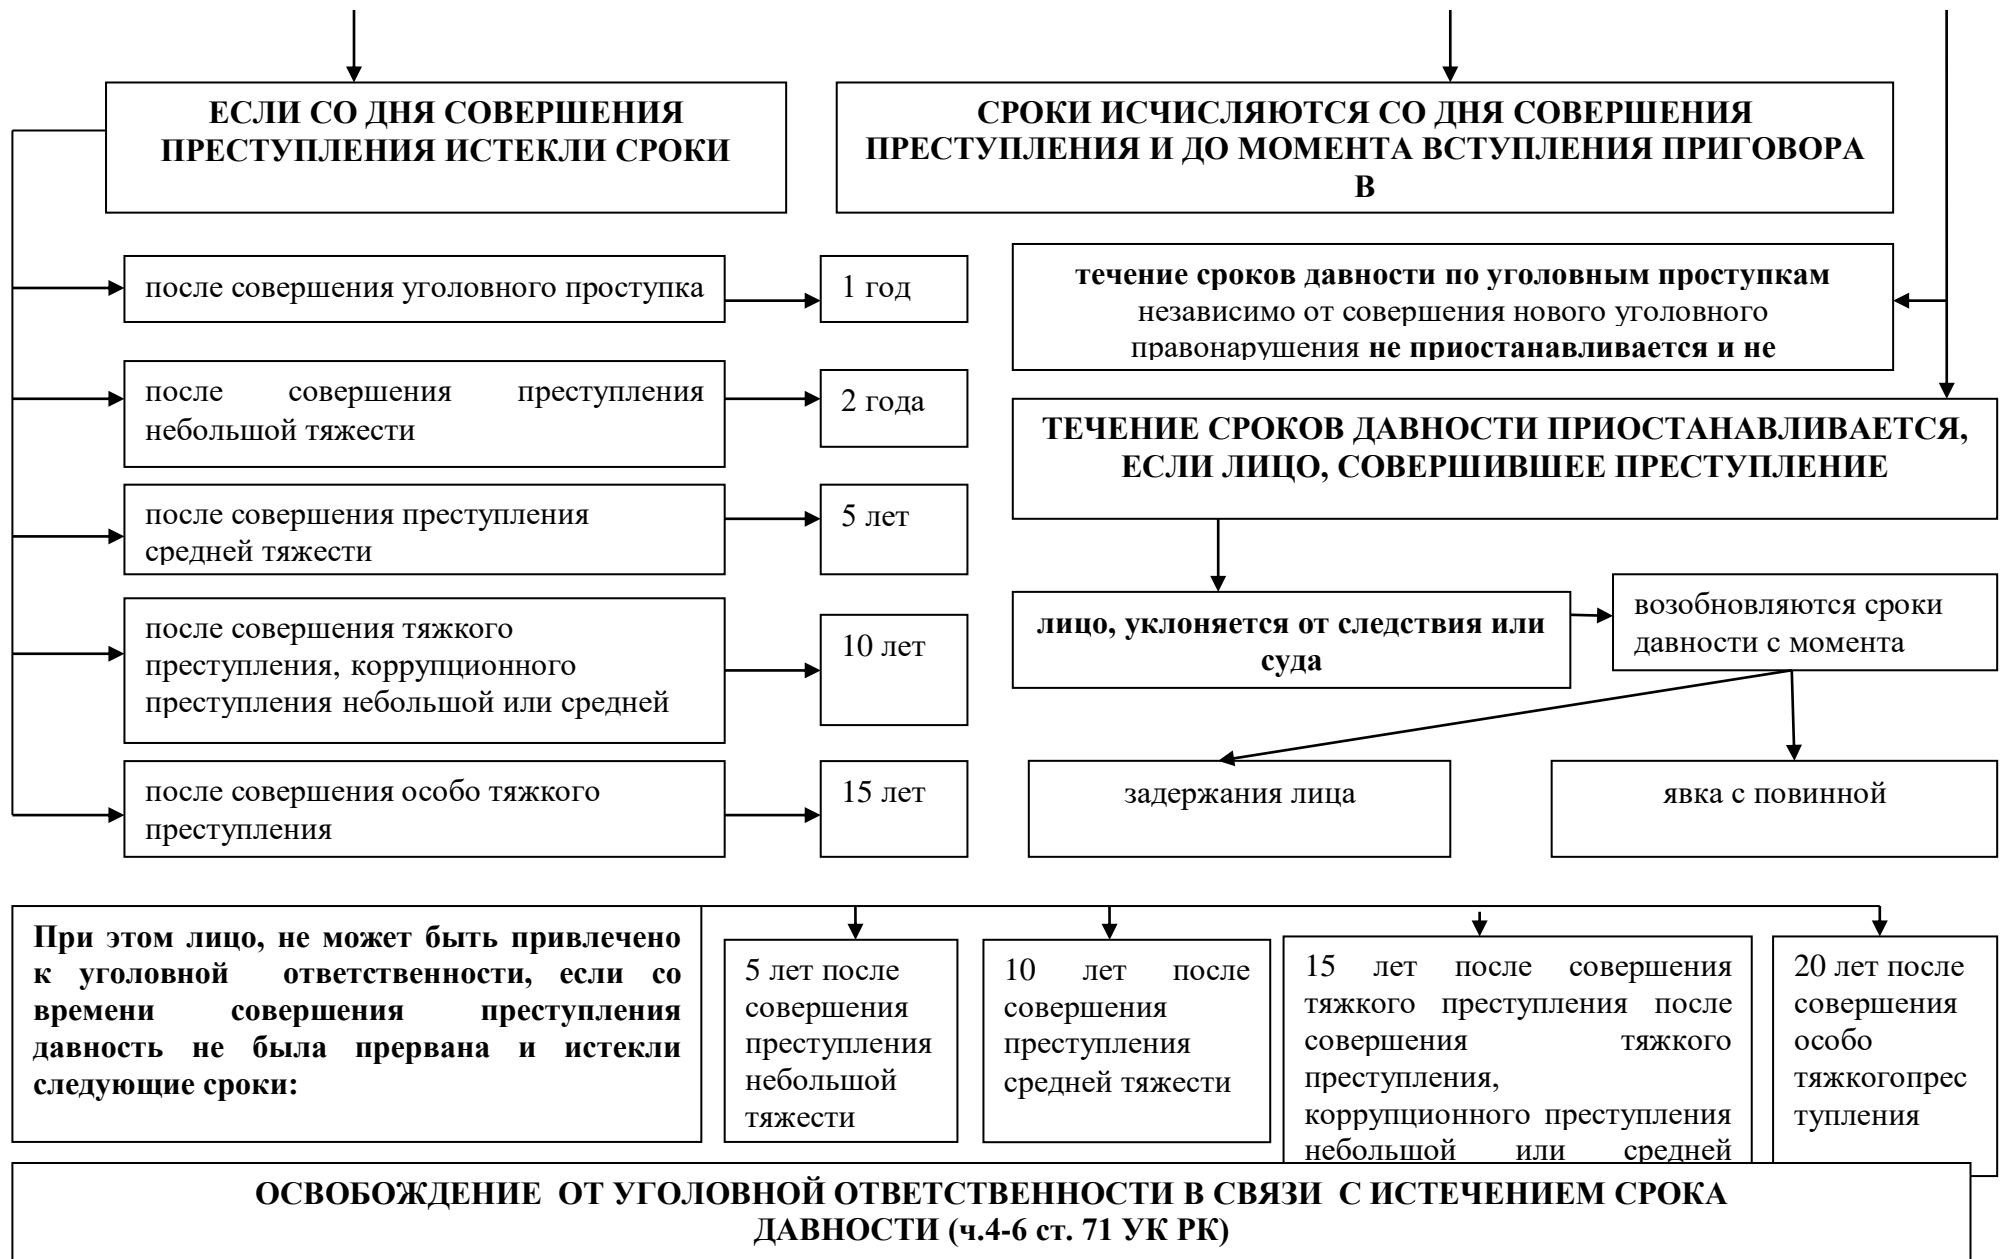 ЕСЛИ СО ДНЯ СОВЕРШЕНИЯ
ПРЕСТУПЛЕНИЯ ИСТЕКЛИ СРОКИ
СРОКИ ИСЧИСЛЯЮТСЯ СО ДНЯ СОВЕРШЕНИЯ
ПРЕСТУПЛЕНИЯ И ДО МОМЕНТА ВСТУПЛЕНИЯ ПРИГОВОРА
В
после совершения уголовного проступка
1 год
после совершения преступления
небольшой тяжести
2 года
после совершения преступления
средней тяжести
5 лет
после совершения тяжкого
преступления, коррупционного
преступления небольшой или средней
10 лет
после совершения особо тяжкого
преступления
15 лет
течение сроков давности по уголовным проступкам
независимо от совершения нового уголовного
правонарушения не приостанавливается и не
ТЕЧЕНИЕ СРОКОВ ДАВНОСТИ ПРИОСТАНАВЛИВАЕТСЯ,
ЕСЛИ ЛИЦО, СОВЕРШИВШЕЕ ПРЕСТУПЛЕНИЕ
лицо, уклоняется от следствия или
суда
возобновляются сроки
давности с момента
задержания лица
явка с повинной
При этом лицо, не может быть привлечено
к уголовной ответственности, если со
времени совершения преступления
давность не была прервана и истекли
следующие сроки:
5 лет после
совершения
преступления
небольшой
тяжести
10 лет после
совершения
преступления
средней тяжести
15 лет после совершения
тяжкого преступления после
совершения тяжкого
преступления,
коррупционного преступления
небольшой или средней
20 лет после
совершения
особо
тяжкогопрес
тупления
ОСВОБОЖДЕНИЕ ОТ УГОЛОВНОЙ ОТВЕТСТВЕННОСТИ В СВЯЗИ С ИСТЕЧЕНИЕМ СРОКА
ДАВНОСТИ (ч.4-6 ст. 71 УК РК)